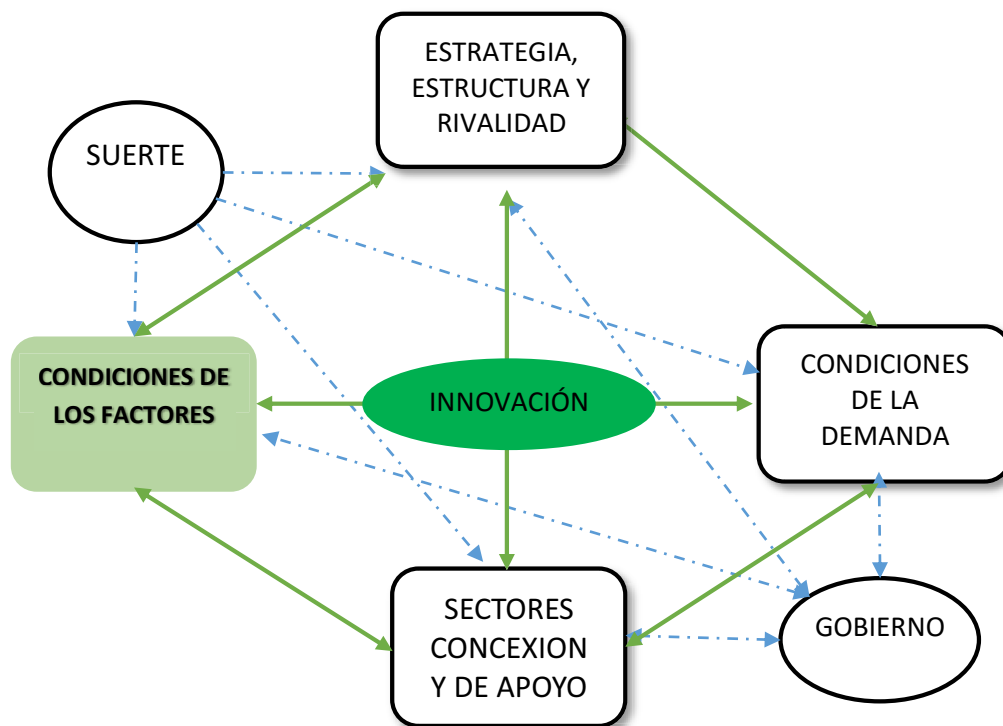 ESTRATEGIA,
ESTRUCTURA Y
RIVALIDAD
SUERTE
CONDICIONES DE
LOS FACTORES
INNOVACIÓN
CONDICIONES
DE LA
DEMANDA
SECTORES
CONCEXION
Y DE APOYO
GOBIERNO